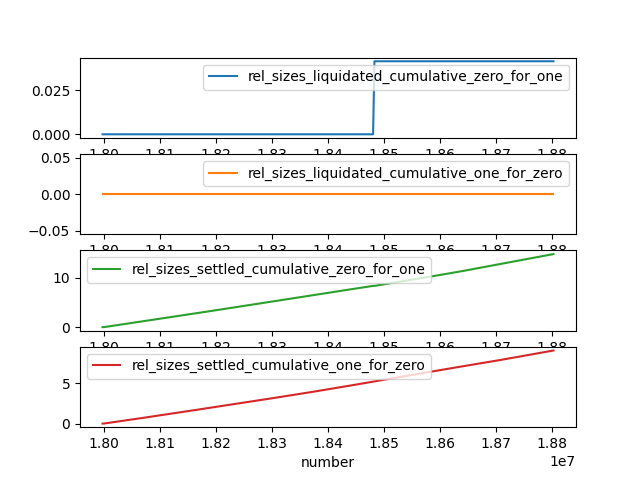 0.025
0.000
rel_sizes_liquidated_cumulative_zero_for_one
1.80 1.81 1.82 1.83 1.84 1.85 1.86 1.87 1.88
0.05
0.00
−0.05
rel_sizes_liquidated_cumulative_one_for_zero
1.80 1.81 1.82 1.83 1.84 1.85 1.86 1.87 1.88
10
0
rel_sizes_settled_cumulative_zero_for_one
1.80 1.81 1.82 1.83 1.84 1.85 1.86 1.87 1.88
5
0
rel_sizes_settled_cumulative_one_for_zero
1.80 1.81 1.82 1.83 1.84 1.85 1.86 1.87 1.88
number
1e7